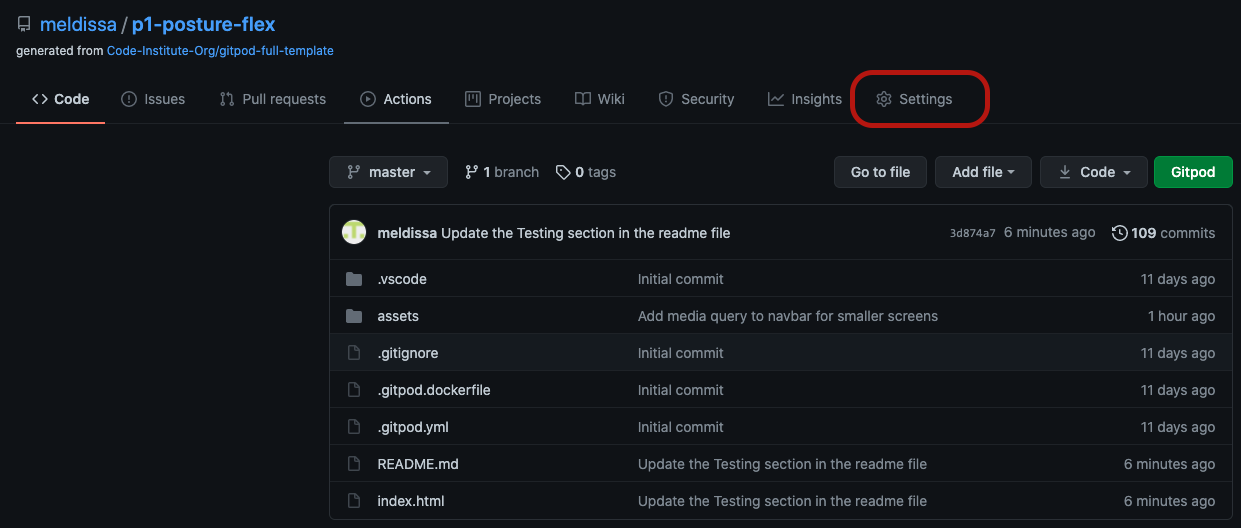 meldissa / p1-posture-flex
generated from Code-Institute-Org/gitpod-full-template
Code Issues Pull requests Actions Projects Wiki Security Insights Settings
master 1 branch 0 tags Go to file Add file Code Gitpod
meldissa Update the Testing section in the readme file 3d874a7 6 minutes ago 109 commits
.vscode Initial commit 11 days ago
assets Add media query to navbar for smaller screens 1 hour ago
.gitignore Initial commit 11 days ago
.gitpod.dockerfile Initial commit 11 days ago
.gitpod.yml Initial commit 11 days ago
README.md Update the Testing section in the readme file 6 minutes ago
index.html Update the Testing section in the readme file 6 minutes ago